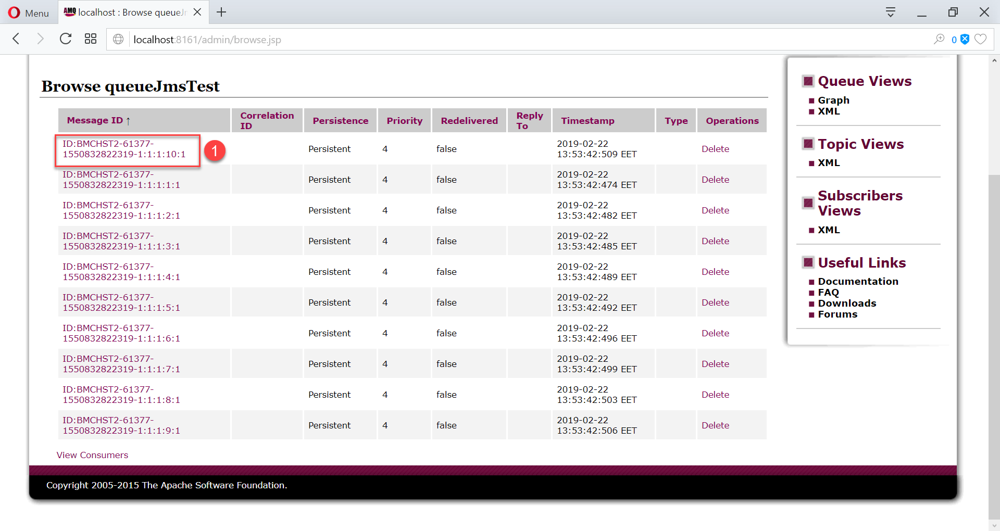 Menu
AMQ localhost : Browse queueJm
localhost:8161/admin/browse.jsp
0
Browse queueJmsTest
Message ID ↑ Correlation ID Persistence Priority Redelivered Reply To Timestamp Type Operations
ID:BMCHST2-61377-
1550832822319-1:1:1:10:1
1
Persistent 4 false
2019-02-22
13:53:42:509 EET
Delete
ID:BMCHST2-61377-
1550832822319-1:1:1:1:1
Persistent 4 false
2019-02-22
13:53:42:474 EET
Delete
ID:BMCHST2-61377-
1550832822319-1:1:1:2:1
Persistent 4 false
2019-02-22
13:53:42:482 EET
Delete
ID:BMCHST2-61377-
1550832822319-1:1:1:3:1
Persistent 4 false
2019-02-22
13:53:42:485 EET
Delete
ID:BMCHST2-61377-
1550832822319-1:1:1:4:1
Persistent 4 false
2019-02-22
13:53:42:489 EET
Delete
ID:BMCHST2-61377-
1550832822319-1:1:1:5:1
Persistent 4 false
2019-02-22
13:53:42:492 EET
Delete
ID:BMCHST2-61377-
1550832822319-1:1:1:6:1
Persistent 4 false
2019-02-22
13:53:42:496 EET
Delete
ID:BMCHST2-61377-
1550832822319-1:1:1:7:1
Persistent 4 false
2019-02-22
13:53:42:499 EET
Delete
ID:BMCHST2-61377-
1550832822319-1:1:1:8:1
Persistent 4 false
2019-02-22
13:53:42:503 EET
Delete
ID:BMCHST2-61377-
1550832822319-1:1:1:9:1
Persistent 4 false
2019-02-22
13:53:42:506 EET
Delete
View Consumers
Queue Views
Graph
XML
Topic Views
XML
Subscribers
Views
XML
Useful Links
Documentation
FAQ
Downloads
Forums
Copyright 2005-2015 The Apache Software Foundation.